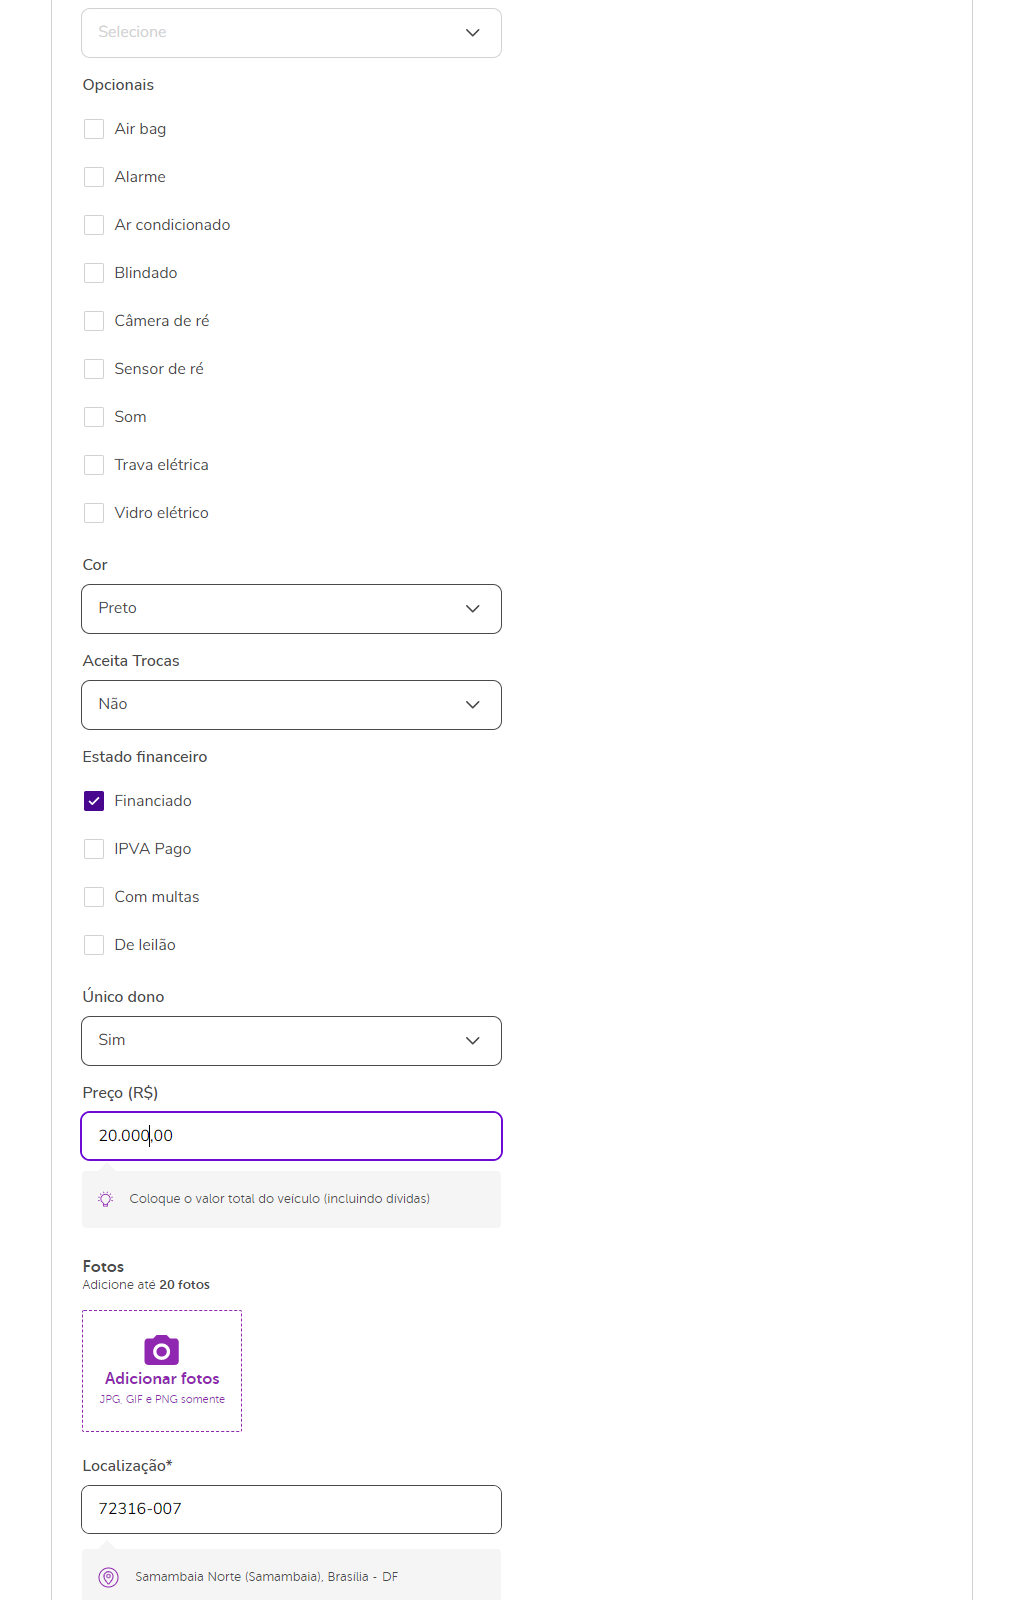 Selecione
Opcionais
Air bag
Alarme
Ar condicionado
Blindado
Câmera de ré
Sensor de ré
Som
Trava elétrica
Vidro elétrico
Cor
Preto
Aceita Trocas
Não
Estado financeiro
Financiado
IPVA Pago
Com multas
De leilão
Único dono
Sim
Preço (R$)
20.000,00
Coloque o valor total do veículo (incluindo dívidas)
Fotos
Adicione até 20 fotos
Adicionar fotos
JPG, GIF e PNG somente
Localização*
72316-007
Samambaia Norte (Samambaia), Brasília - DF